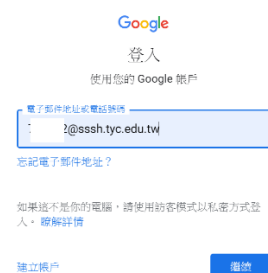 Google
登入
使用您的 Google 帳戶
電子郵件地址或電話號碼
7 2@sssh.tyc.edu.tw
忘記電子郵件地址？
如果這不是你的電腦，請使用訪客模式以私密方式登
入。 瞭解詳情
建立帳戶
繼續